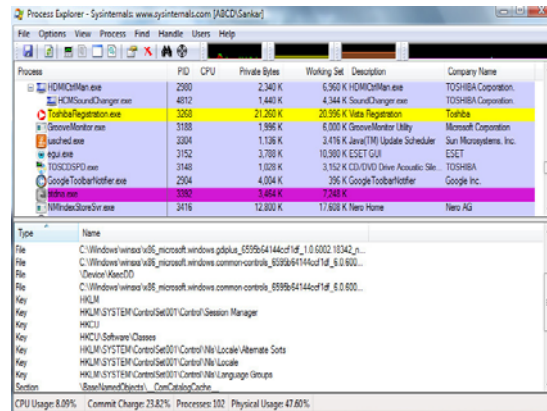 Process Explorer - Sysinternals: www.sysinternals.com [ABCD\Sankar]
File Options View Process Find Handle Users Help
Process PID CPU Private Bytes Working Set Description Company Name
HDMICtrlMan.exe 2980 2,340 K 6,960 K HDMICtrlMan.exe TOSHIBA Corporation.
HCMSoundChanger.exe 4812 1,440 K 4,344 K SoundChanger.exe TOSHIBA Corporation.
ToshibaRegistration.exe 3268 21,260 K 20,996 K Vista Registration Toshiba
GrooveMonitor.exe 3188 1,996 K 6,000 K GrooveMonitor Utility Microsoft Corporation
jusched.exe 3304 1,136 K 3,416 K Java(TM) Update Scheduler Sun Microsystems, Inc.
egui.exe 3152 3,788 K 10,980 K ESET GUI ESET
TOSCDSPD.exe 3148 1,028 K 3,152 K CD/DVD Drive Acoustic Sile... TOSHIBA
GoogleToolbarNotifier.exe 2904 4,004 K 396 K GoogleToolbarNotifier Google Inc.
3392 3,464 K 7,248 K
NMIndexStoreSvr.exe 3416 12,800 K 17,608 K Nero Home Nero AG
Type Name
File C:\Windows\winsxs\x86_microsoft.windows.gdiplus_6595b64144ccf1df_1.0.6002.18342_n...
File C:\Windows\winsxs\x86_microsoft.windows.common-controls_6595b64144ccf1df_6.0.600...
File \Device\KsecDD
File C:\Windows\winsxs\x86_microsoft.windows.common-controls_6595b64144ccf1df_6.0.600...
Key HKLM
Key HKLM\SYSTEM\ControlSet001\Control\Session Manager
Key HKCU
Key HKCU\Software\Classes
Key HKLM\SYSTEM\ControlSet001\Control\Nls\Locale\Alternate Sorts
Key HKLM\SYSTEM\ControlSet001\Control\Nls\Locale
Key HKLM\SYSTEM\ControlSet001\Control\Nls\Language Groups
Section \BaseNamedObjects\__ComCatalogCache__
CPU Usage: 8.09% Commit Charge: 23.82% Processes: 102 Physical Usage: 47.60%